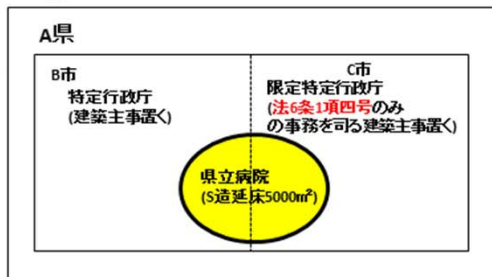 A県
B市
特定行政庁
(建築主事置く)
C市
限定特定行政庁
(法6条1項四号のみ
の事務を司る建築主事置く)
県立病院
(S造延床5000㎡)